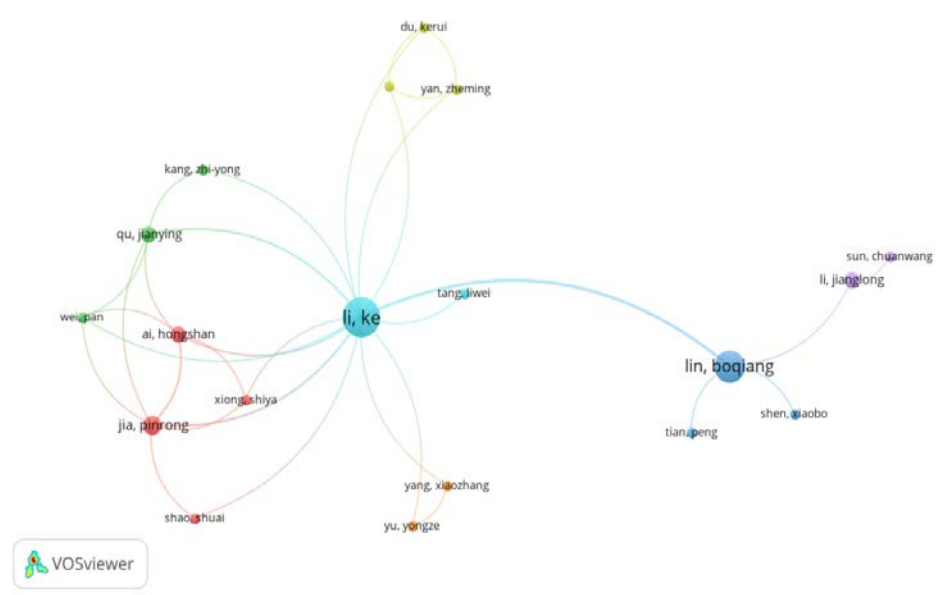 du, kerui
yan, zheming
kang, zhi-yong
qu, jianying
sun, chuanwang
li, jianglong
tang, liwei
wei, pan
li, ke
ai, hongshan
lin, boqiang
xiong, shiya
shen, xiaobo
jia, pinrong
tian, peng
yang, xiaozhang
shao, shuai
yu, yongze
VOSviewer